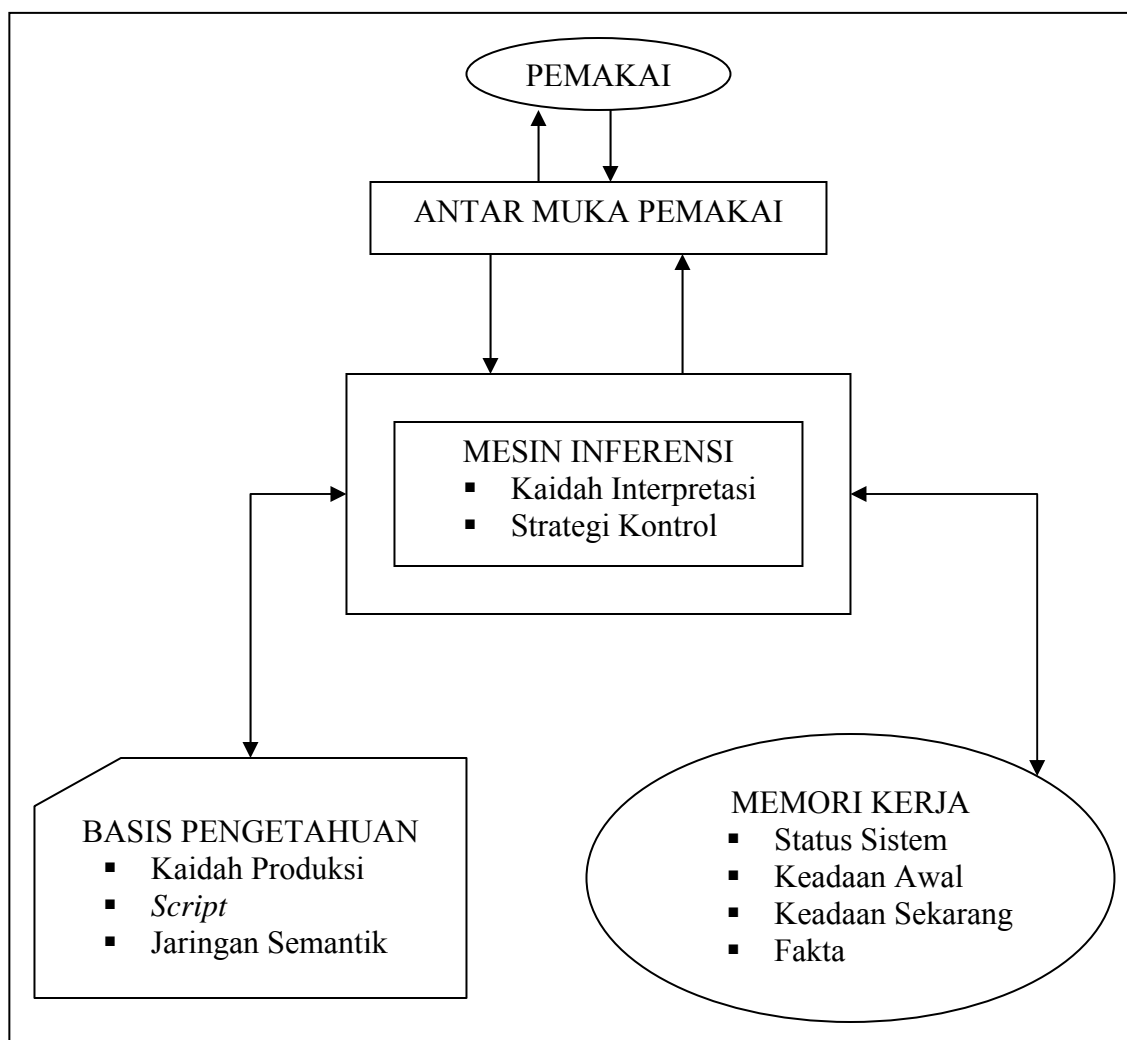 PEMAKAI
ANTAR MUKA PEMAKAI
MESIN INFERENSI
▪ Kaidah Interpretasi
▪ Strategi Kontrol
BASIS PENGETAHUAN
▪ Kaidah Produksi
▪ Script
▪ Jaringan Semantik
MEMORI KERJA
▪ Status Sistem
▪ Keadaan Awal
▪ Keadaan Sekarang
▪ Fakta